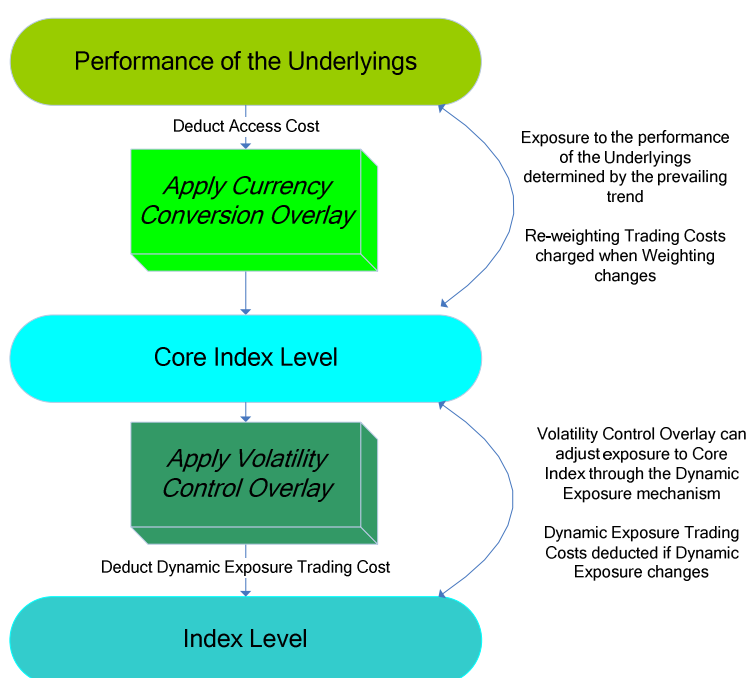 Performance of the Underlyings
Deduct Access Cost
Apply Currency
Conversion Overlay
Exposure to the performance
of the Underlyings
determined by the prevailing
trend
Re-weighting Trading Costs
charged when Weighting
changes
Core Index Level
Apply Volatility
Control Overlay
Volatility Control Overlay can
adjust exposure to Core
Index through the Dynamic
Exposure mechanism
Dynamic Exposure Trading
Costs deducted if Dynamic
Exposure changes
Deduct Dynamic Exposure Trading Cost
Index Level